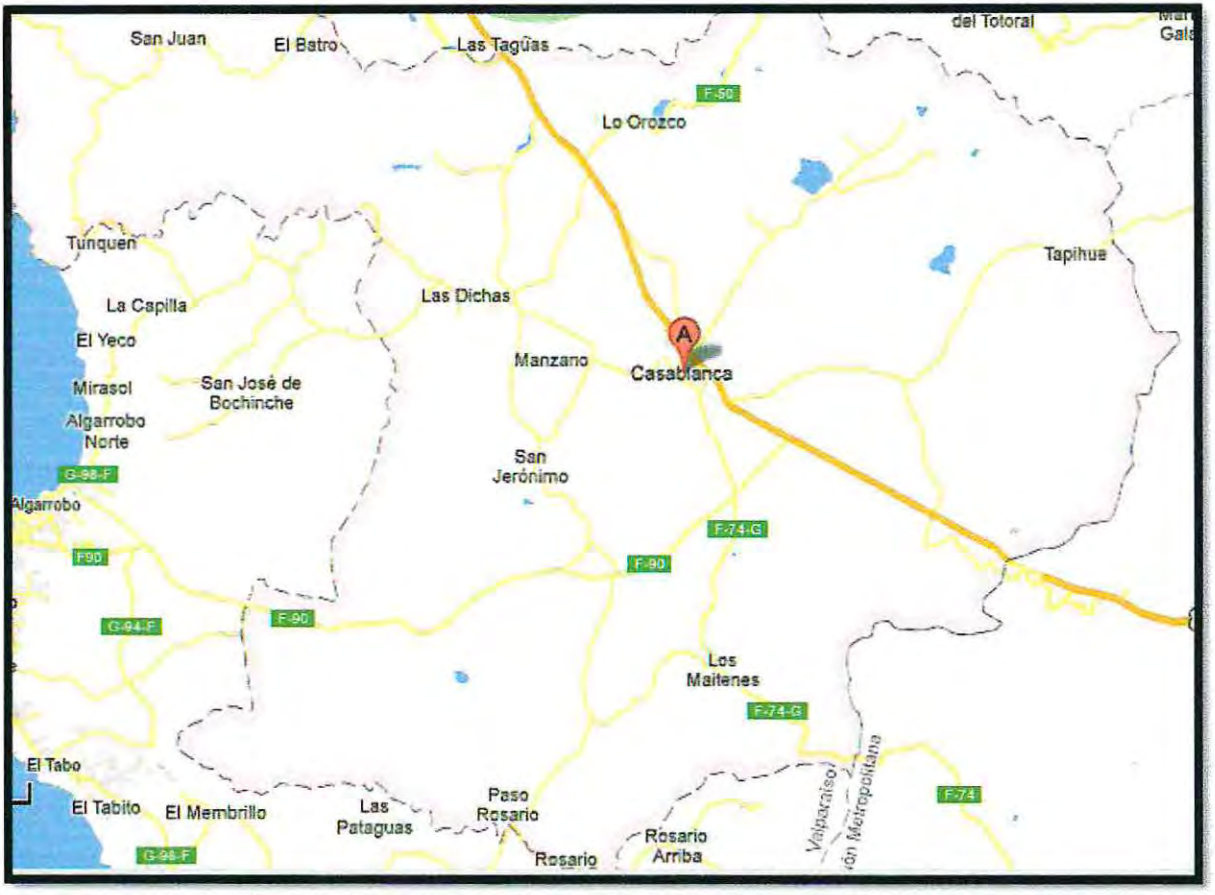 del Totoral
San Juan
El Batro
Las Tagüas
F-50
Lo Orozco
Tunquen
Tapihue
La Capilla
Las Dichas
El Yeco
A
Manzano
Casablanca
Mirasol
San José de
Bochinche
Algarrobo
Norte
San
Jerónimo
G-98-F
Algarrobo
F-74-G
F90
F-90
F-90
G-94-F
Los
Maitenes
F-74-G
El Tabo
Valparaíso
ión Metropolitana
El Tabito
El Membrillo
Las
Pataguas
Paso
Rosario
F-74
Rosario
Arriba
G-98-F
Rosario